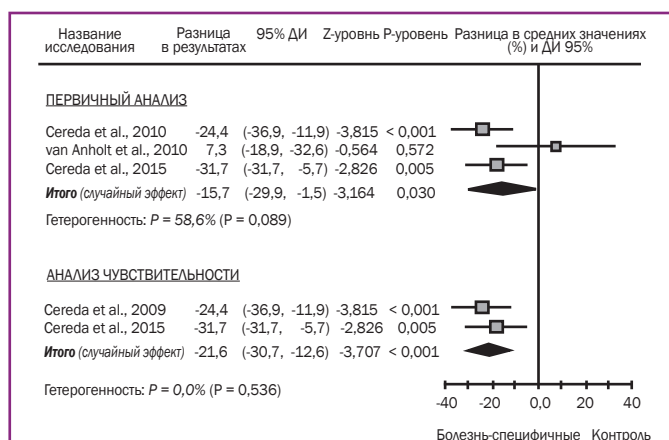 Название Разница 95% ДИ Z-уровнь P-уровень Разница в средних значениях
исследования в результатах (%) и ДИ 95%
ПЕРВИЧНЫЙ АНАЛИЗ
Cereda et al., 2010 -24,4 (-36,9, -11,9) -3,815 < 0,001
van Anholt et al., 2010 7,3 (-18,9, -32,6) -0,564 0,572
Cereda et al., 2015 -31,7 (-31,7, -5,7) -2,826 0,005
Итого (случайный эффект) -15,7 (-29,9, -1,5) -3,164 0,030
Гетерогенность: P = 58,6% (P = 0,089)
АНАЛИЗ ЧУВСТВИТЕЛЬНОСТИ
Cereda et al., 2009 -24,4 (-36,9, -11,9) -3,815 < 0,001
Cereda et al., 2015 -31,7 (-31,7, -5,7) -2,826 0,005
Итого (случайный эффект) -21,6 (-30,7, -12,6) -3,707 < 0,001
Гетерогенность: P = 0,0% (P = 0,536)
-40 -20 0,0 20 40
Болезнь-специфичные Контроль